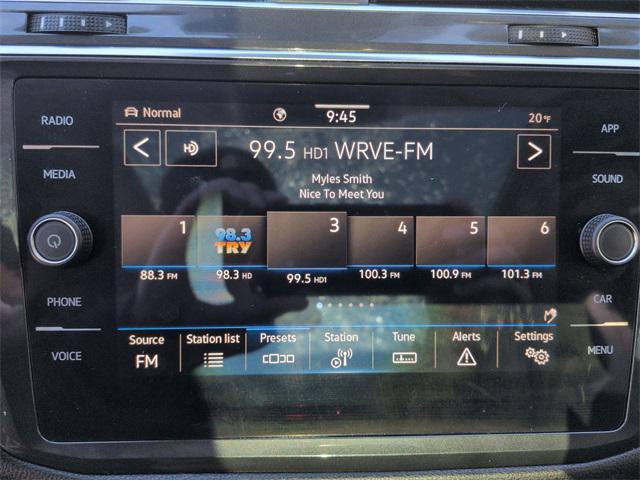 RADIO
MEDIA
PHONE
VOICE
Normal
9:45
20°F
99.5 HD1 WRVE-FM
Myles Smith
Nice To Meet You
1
98.3
TRY
3
4
5
6
88.3 FM
98.3 HD
99.5 HD1
100.3 FM
100.9 FM
101.3 FM
Source
FM
Station list
Presets
Station
Tune
Alerts
Settings
APP
SOUND
CAR
MENU